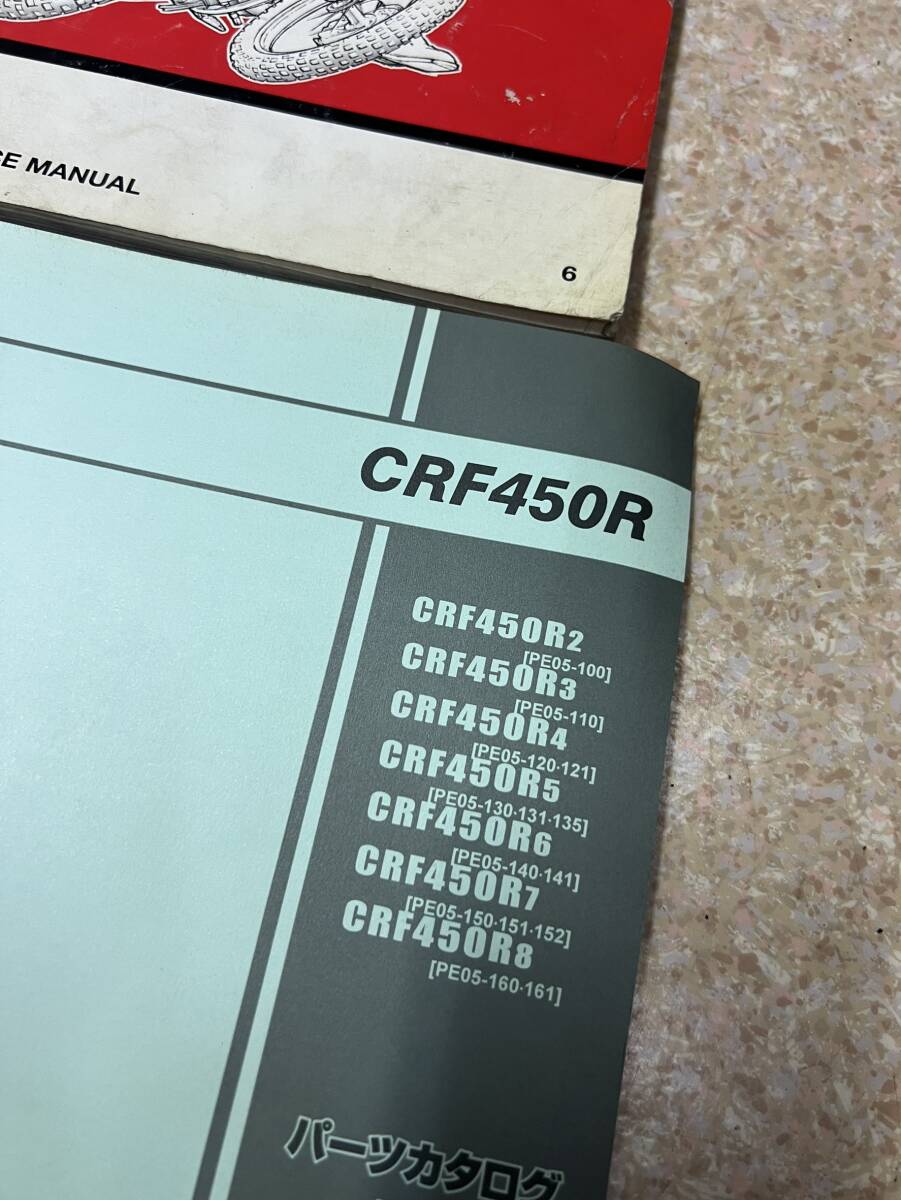 MANUAL
6
CRF450R
CRF450R2
[PE05-100]
CRF450R3
[PE05-110]
CRF450R4
[PE05-120·121]
CRF450R5
[PE05-130·131·135]
CRF450R6
[PE05-140·141]
CRF450R7
[PE05-150·151·152]
CRF450R8
[PE05-160·161]
パーツカタログ